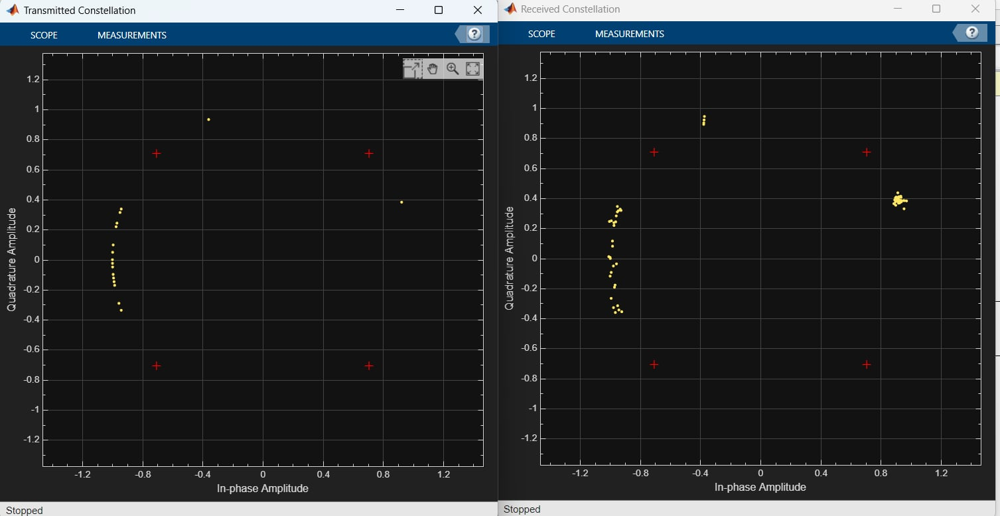 Transmitted Constellation
SCOPE MEASUREMENTS ?
1.2
1
0.8
0.6
0.4
0.2
0
-0.2
-0.4
-0.6
-0.8
-1
-1.2
Quadrature Amplitude
-1.2 -0.8 -0.4 0 0.4 0.8 1.2
In-phase Amplitude
Stopped
Received Constellation
SCOPE MEASUREMENTS ?
1.2
1
0.8
0.6
0.4
0.2
0
-0.2
-0.4
-0.6
-0.8
-1
-1.2
Quadrature Amplitude
-1.2 -0.8 -0.4 0 0.4 0.8 1.2
In-phase Amplitude
Stopped